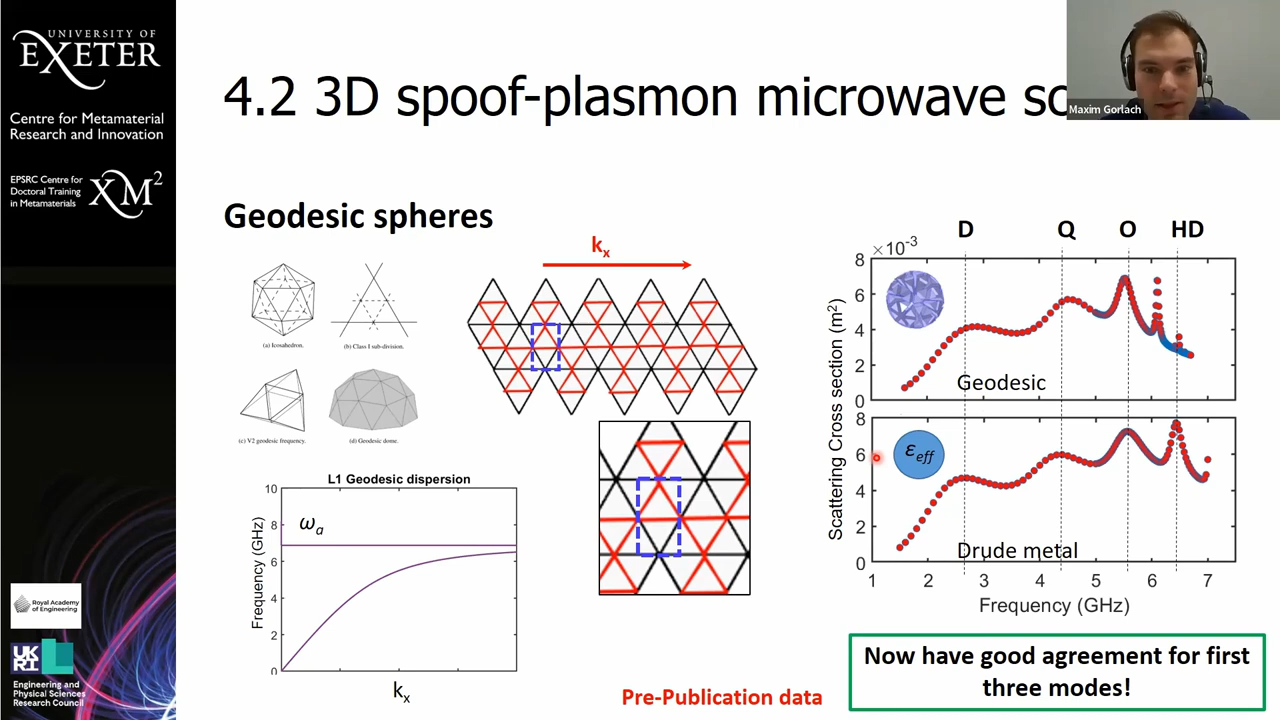 UNIVERSITY OF
EXETER
Centre for Metamaterial
Research and Innovation
EPSRC Centre for
Doctoral Training
in Metamaterials
XM²
4.2 3D spoof-plasmon microwave sc
Maxim Gorlach
Geodesic spheres
(a) Icosahedron.
(b) Class I sub-division.
(c) V2 geodesic frequency.
(d) Geodesic dome.
kₓ
L1 Geodesic dispersion
Frequency (GHz)
10
8
6
4
2
0
ωₐ
kₓ
D Q O HD
×10⁻³
8
6
4
2
0
Geodesic
Scattering Cross section (m²)
8
6
4
2
0
εeff
Drude metal
1 2 3 4 5 6 7
Frequency (GHz)
Now have good agreement for first
three modes!
Pre-Publication data
Royal Academy
of Engineering
UK
RI
Engineering and
Physical Sciences
Research Council